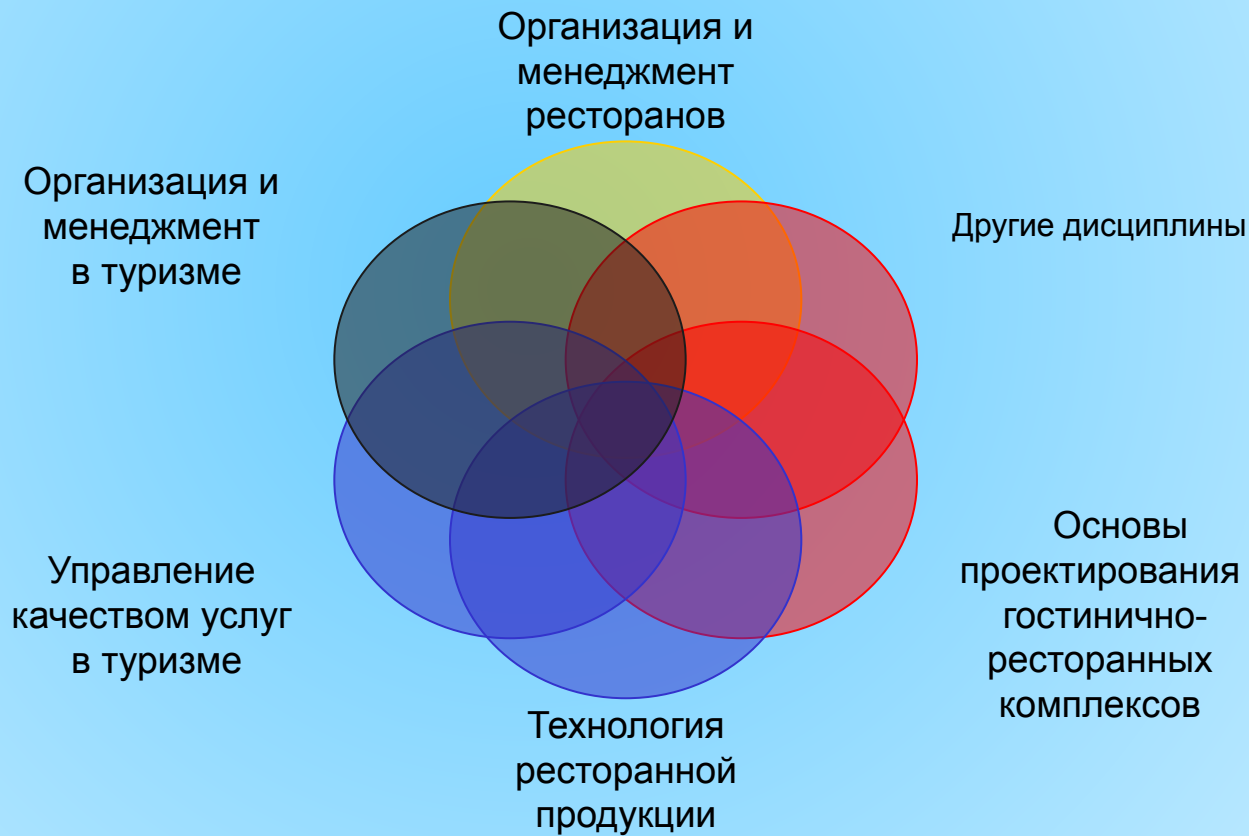 Организация и
менеджмент
ресторанов
Организация и
менеджмент
в туризме
Другие дисциплины
Управление
качеством услуг
в туризме
Основы
проектирования
гостинично-
ресторанных
комплексов
Технология
ресторанной
продукции